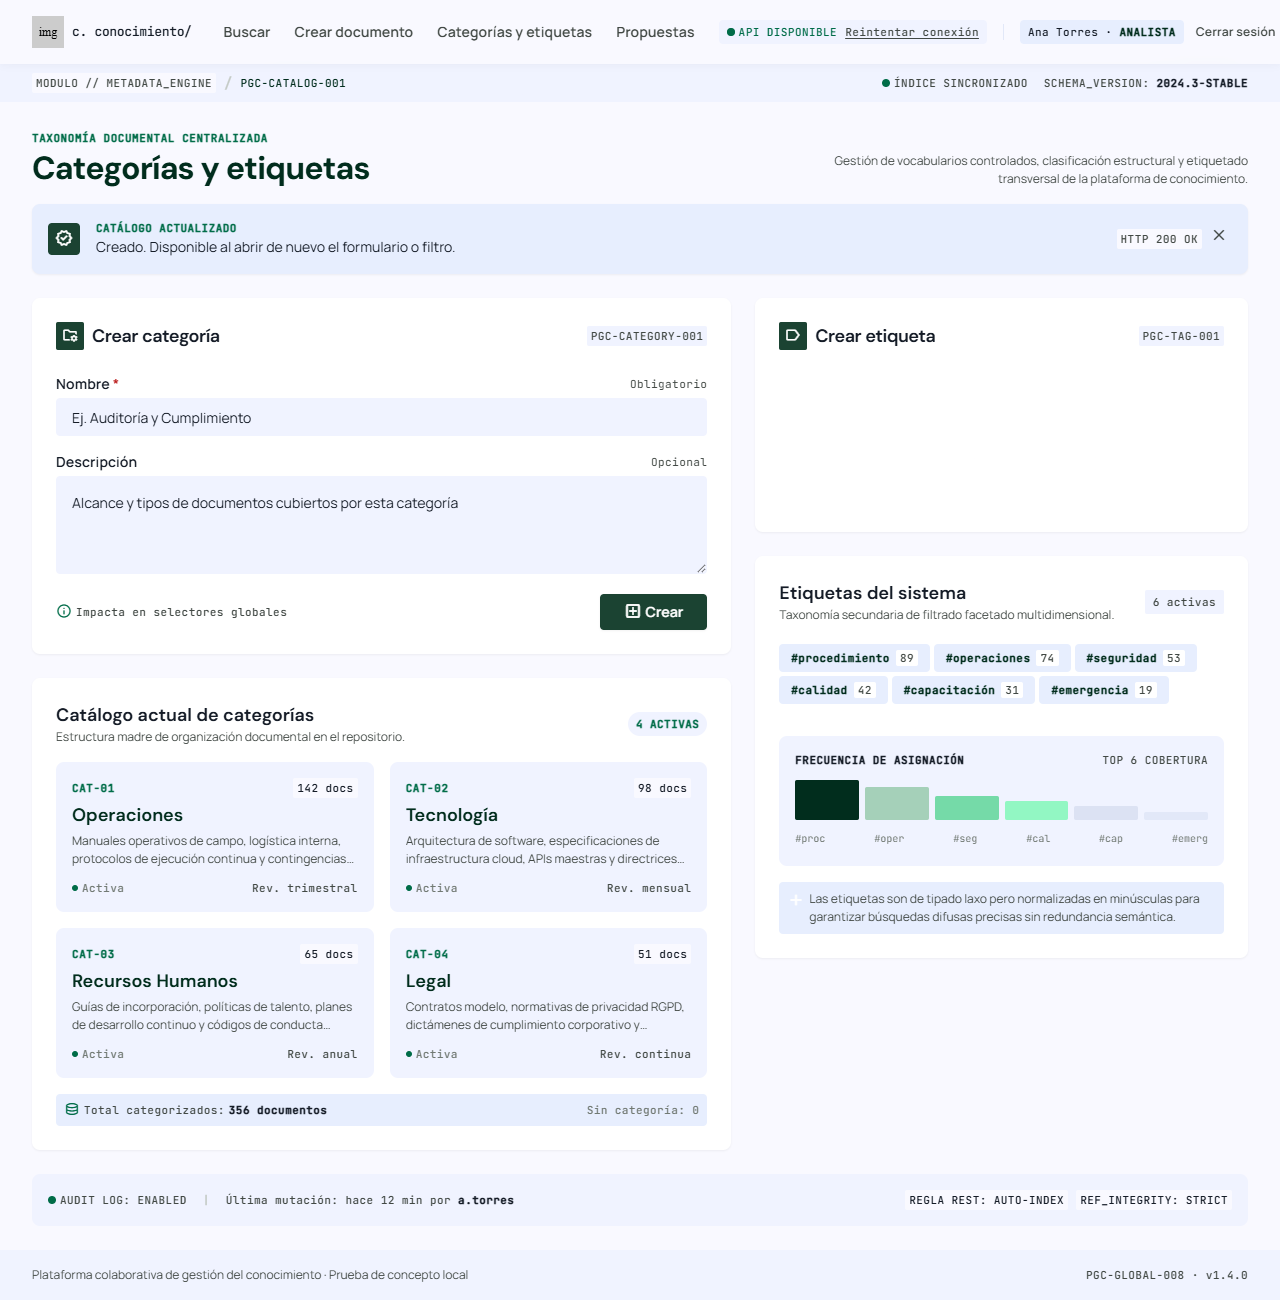 img c. conocimiento/ Buscar Crear documento Categorías y etiquetas Propuestas API DISPONIBLE Reintentar conexión Ana Torres · ANALISTA Cerrar sesión
MODULO // METADATA_ENGINE / PGC-CATALOG-001 ÍNDICE SINCRONIZADO SCHEMA_VERSION: 2024.3-STABLE
TAXONOMÍA DOCUMENTAL CENTRALIZADA
Categorías y etiquetas
Gestión de vocabularios controlados, clasificación estructural y etiquetado
transversal de la plataforma de conocimiento.
CATÁLOGO ACTUALIZADO
Creado. Disponible al abrir de nuevo el formulario o filtro.
HTTP 200 OK
Crear categoría PGC-CATEGORY-001
Nombre * Obligatorio
Ej. Auditoría y Cumplimiento
Descripción Opcional
Alcance y tipos de documentos cubiertos por esta categoría
Impacta en selectores globales Crear
Catálogo actual de categorías
Estructura madre de organización documental en el repositorio.
4 ACTIVAS
CAT-01 142 docs
Operaciones
Manuales operativos de campo, logística interna,
protocolos de ejecución continua y contingencias...
Activa Rev. trimestral
CAT-02 98 docs
Tecnología
Arquitectura de software, especificaciones de
infraestructura cloud, APIs maestras y directrices...
Activa Rev. mensual
CAT-03 65 docs
Recursos Humanos
Guías de incorporación, políticas de talento, planes
de desarrollo continuo y códigos de conducta...
Activa Rev. anual
CAT-04 51 docs
Legal
Contratos modelo, normativas de privacidad RGPD,
dictámenes de cumplimiento corporativo y...
Activa Rev. continua
Total categorizados: 356 documentos Sin categoría: 0
Crear etiqueta PGC-TAG-001
Etiquetas del sistema
Taxonomía secundaria de filtrado facetado multidimensional.
6 activas
#procedimiento 89 #operaciones 74 #seguridad 53
#calidad 42 #capacitación 31 #emergencia 19
FRECUENCIA DE ASIGNACIÓN TOP 6 COBERTURA
#proc #oper #seg #cal #cap #emerg
Las etiquetas son de tipado laxo pero normalizadas en minúsculas para
garantizar búsquedas difusas precisas sin redundancia semántica.
AUDIT LOG: ENABLED | Última mutación: hace 12 min por a.torres REGLA REST: AUTO-INDEX REF_INTEGRITY: STRICT
Plataforma colaborativa de gestión del conocimiento · Prueba de concepto local PGC-GLOBAL-008 · v1.4.0